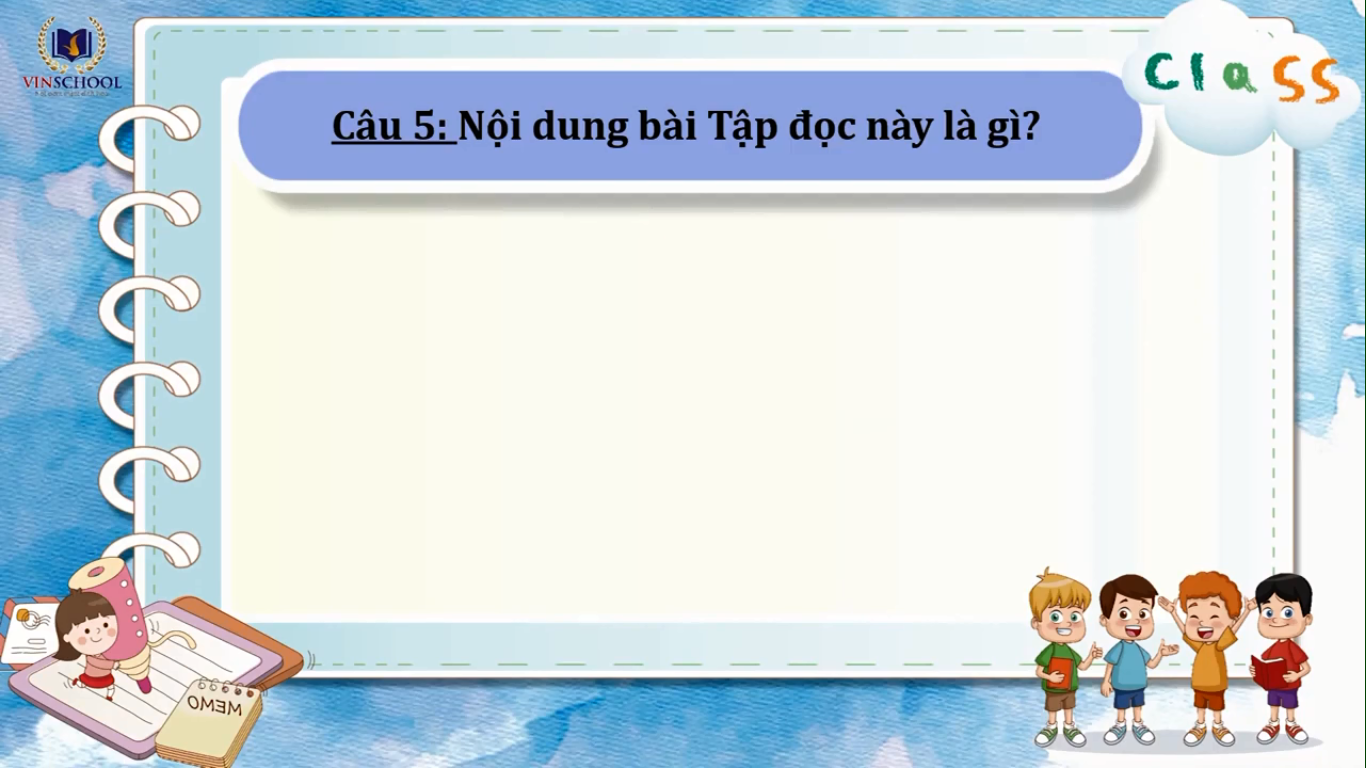 VINSCHOOL
Class
Câu 5: Nội dung bài Tập đọc này là gì?
MEMO